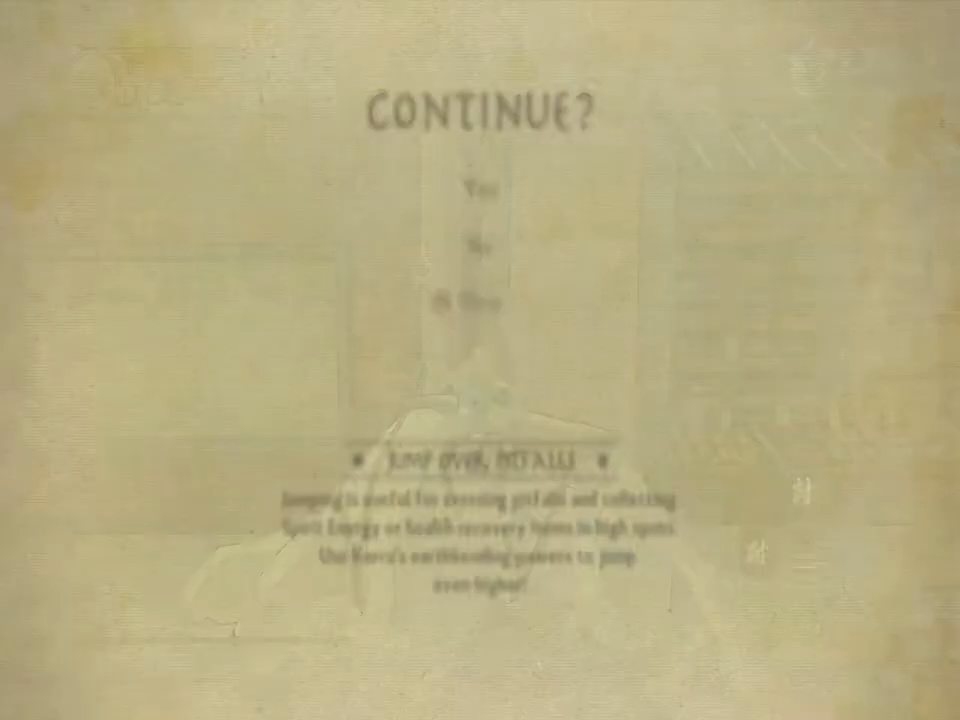 CONTINUE?
Yes
No
JUMP OVER, PITFALLS
Jumping is useful for crossing pitfalls and collecting
Spirit Energy or health recovery items in high spots.
Use Korra's earthbending powers to jump
even higher!